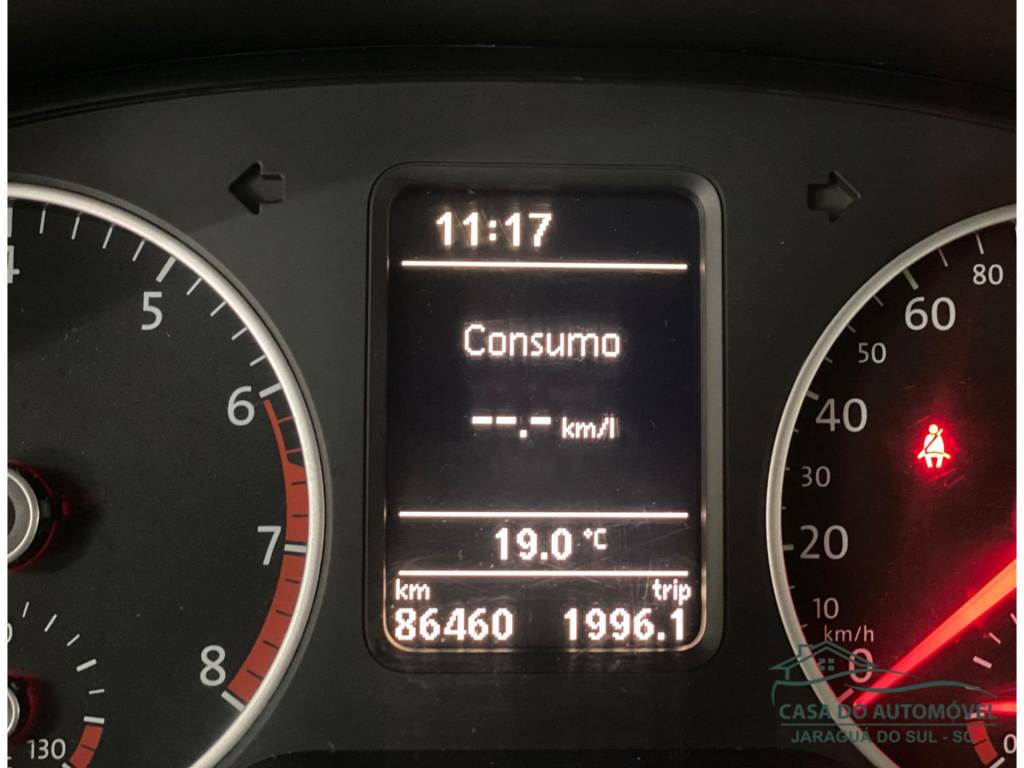 11:17
Consumo
--.- km/l
19.0 °C
km trip
86460 1996.1
5
6
7
8
130
80
60
50
40
30
20
10
km/h
0
CASA DO AUTOMÓVEL
JARAGUÁ DO SUL - SC